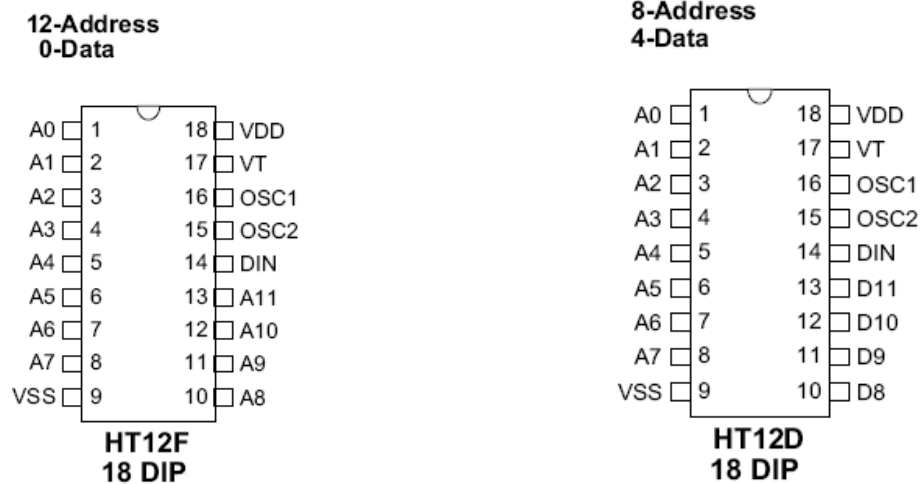 12-Address
0-Data
A0 1 18 VDD
A1 2 17 VT
A2 3 16 OSC1
A3 4 15 OSC2
A4 5 14 DIN
A5 6 13 A11
A6 7 12 A10
A7 8 11 A9
VSS 9 10 A8
HT12F
18 DIP
8-Address
4-Data
A0 1 18 VDD
A1 2 17 VT
A2 3 16 OSC1
A3 4 15 OSC2
A4 5 14 DIN
A5 6 13 D11
A6 7 12 D10
A7 8 11 D9
VSS 9 10 D8
HT12D
18 DIP